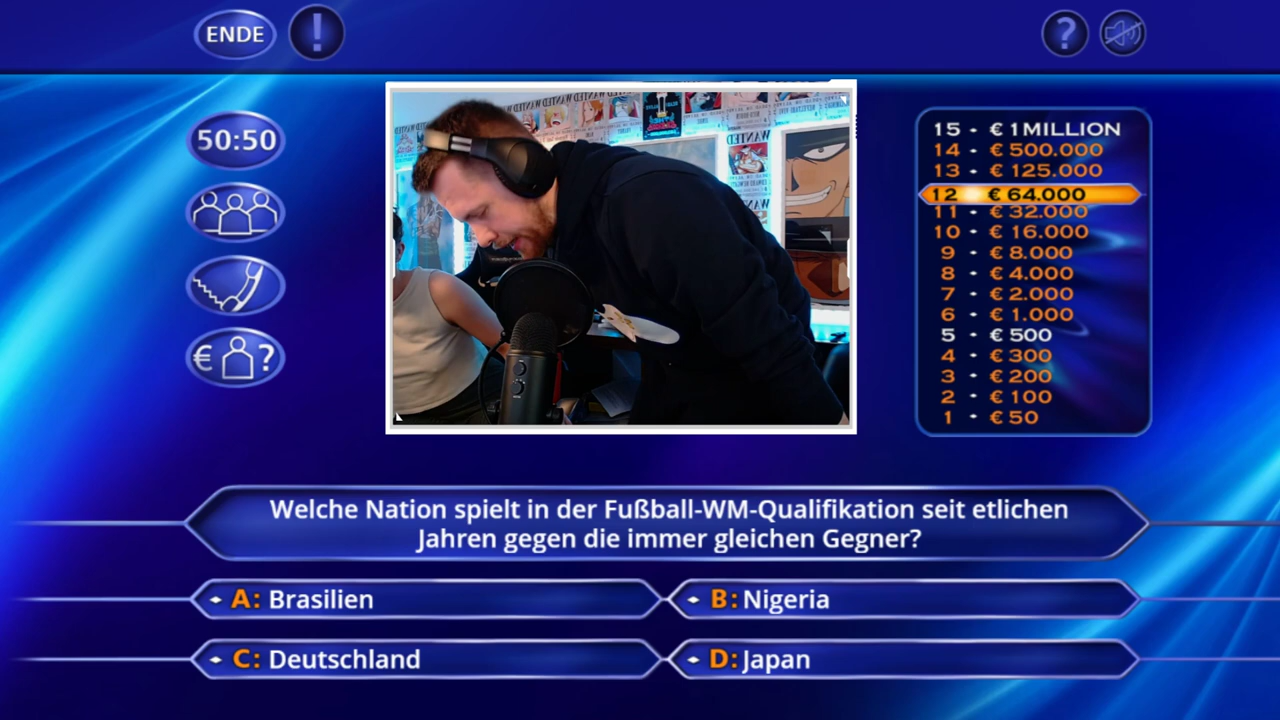 ENDE
!
?
50:50
€ ?
15 · € 1 MILLION
14 · € 500.000
13 · € 125.000
12 · € 64.000
11 · € 32.000
10 · € 16.000
9 · € 8.000
8 · € 4.000
7 · € 2.000
6 · € 1.000
5 · € 500
4 · € 300
3 · € 200
2 · € 100
1 · € 50
Welche Nation spielt in der Fußball-WM-Qualifikation seit etlichen
Jahren gegen die immer gleichen Gegner?
A: Brasilien
B: Nigeria
C: Deutschland
D: Japan